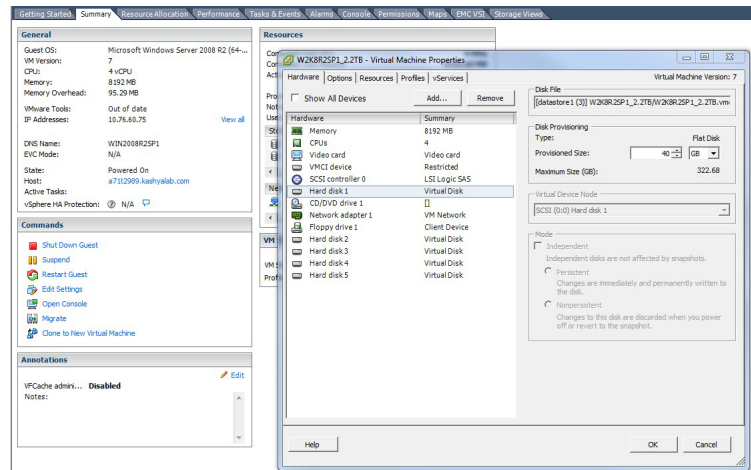 Getting Started Summary Resource Allocation Performance Tasks & Events Alarms Console Permissions Maps EMC VSI Storage Views
General
Guest OS: Microsoft Windows Server 2008 R2 (64-...
VM Version: 7
CPU: 4 vCPU
Memory: 8192 MB
Memory Overhead: 95.29 MB
VMware Tools: Out of date
IP Addresses: 10.76.60.75 View all
DNS Name: WIN2008R2SP1
EVC Mode: N/A
State: Powered On
Host: a71t2989.kashyalab.com
Active Tasks:
vSphere HA Protection: N/A
Commands
Shut Down Guest
Suspend
Restart Guest
Edit Settings
Open Console
Migrate
Clone to New Virtual Machine
Annotations
Edit
VFCache admini... Disabled
Notes:
Resources
W2K8R2SP1_2.2TB - Virtual Machine Properties
Hardware Options Resources Profiles vServices Virtual Machine Version: 7
Show All Devices Add... Remove
Hardware Summary
Memory 8192 MB
CPUs 4
Video card Video card
VMCI device Restricted
SCSI controller 0 LSI Logic SAS
Hard disk 1 Virtual Disk
CD/DVD drive 1 []
Network adapter 1 VM Network
Floppy drive 1 Client Device
Hard disk 2 Virtual Disk
Hard disk 3 Virtual Disk
Hard disk 4 Virtual Disk
Hard disk 5 Virtual Disk
Disk File
[datastore1 (3)] W2K8R2SP1_2.2TB/W2K8R2SP1_2.2TB.vm
Disk Provisioning
Type: Flat Disk
Provisioned Size: 40 GB
Maximum Size (GB): 322.68
Virtual Device Node
SCSI (0:0) Hard disk 1
Mode
Independent
Independent disks are not affected by snapshots.
Persistent
Changes are immediately and permanently written to
the disk.
Nonpersistent
Changes to this disk are discarded when you power
off or revert to the snapshot.
Help OK Cancel